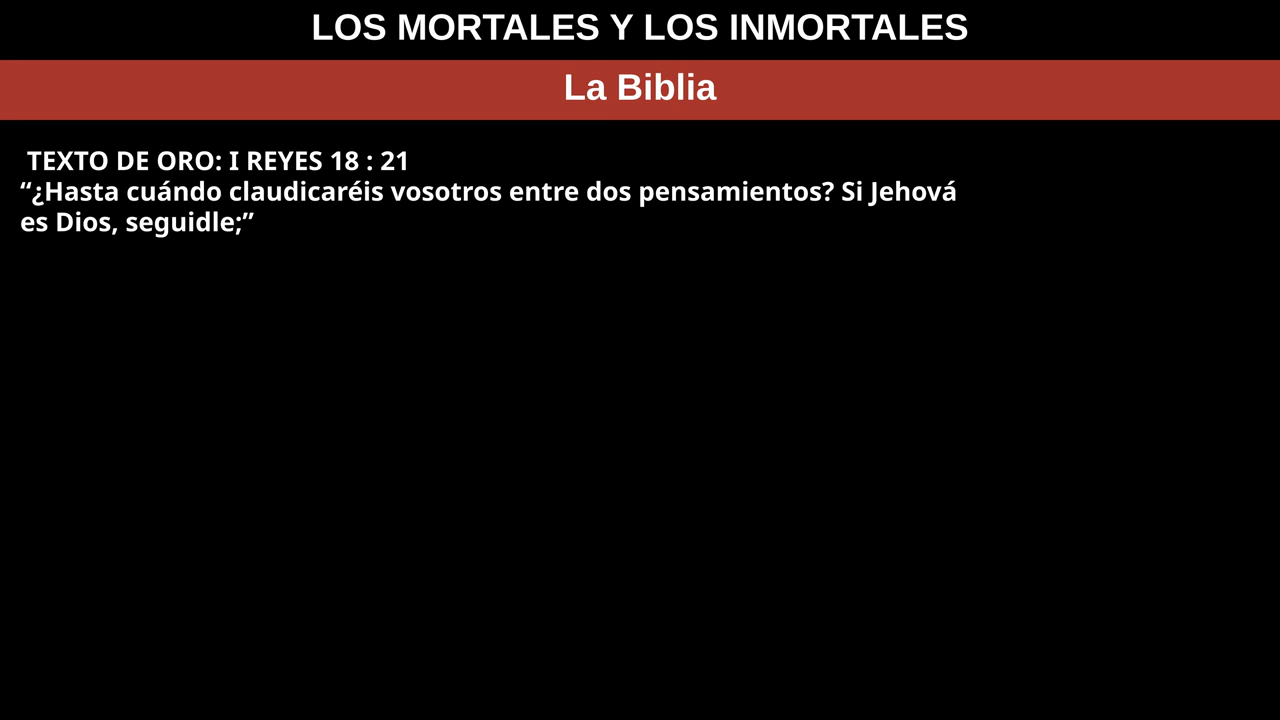 LOS MORTALES Y LOS INMORTALES
La Biblia
TEXTO DE ORO: I REYES 18 : 21
“¿Hasta cuándo claudicaréis vosotros entre dos pensamientos? Si Jehová
es Dios, seguidle;”